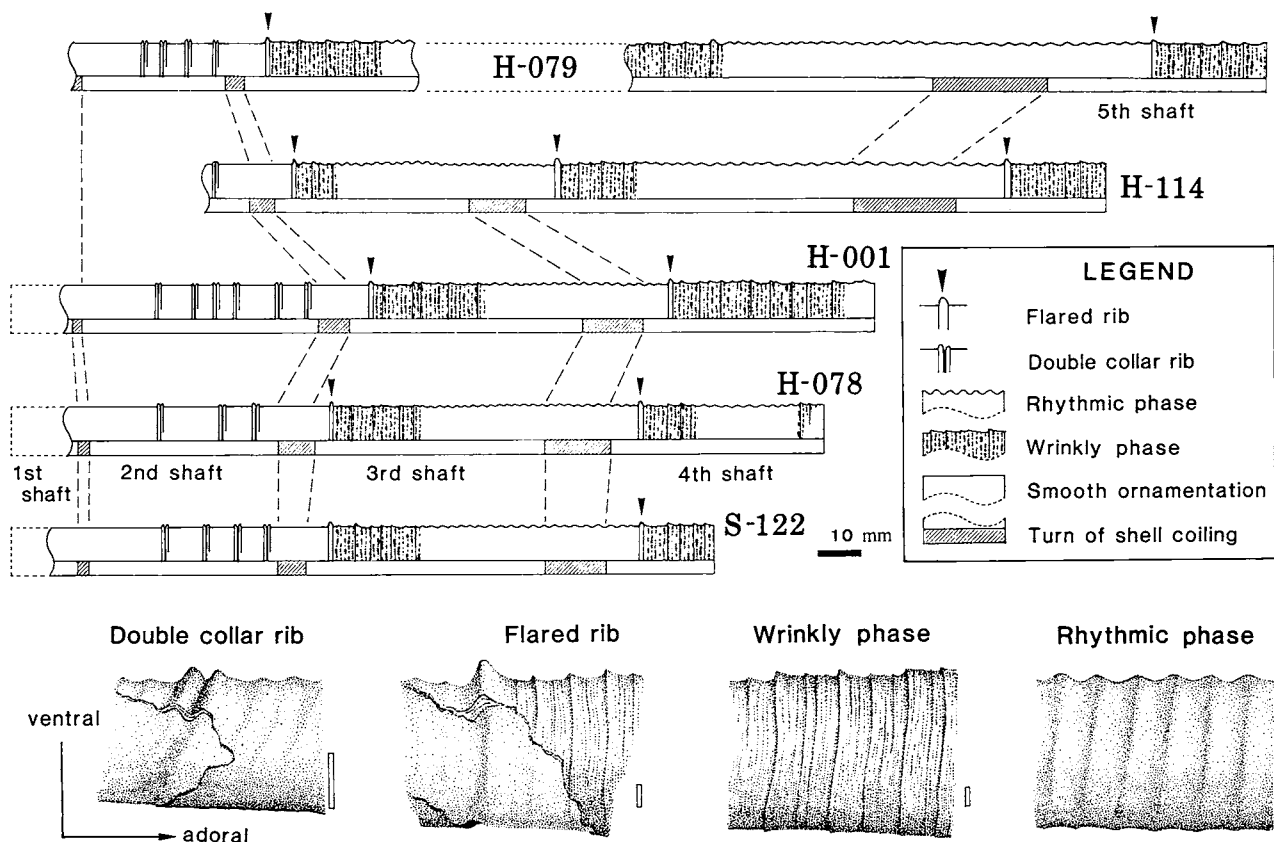 H-079
5th shaft
H-114
H-001
LEGEND
Flared rib
Double collar rib
Rhythmic phase
Wrinkly phase
Smooth ornamentation
Turn of shell coiling
H-078
1st shaft
2nd shaft
3rd shaft
4th shaft
S-122
10 mm
Double collar rib
Flared rib
Wrinkly phase
Rhythmic phase
ventral
adoral